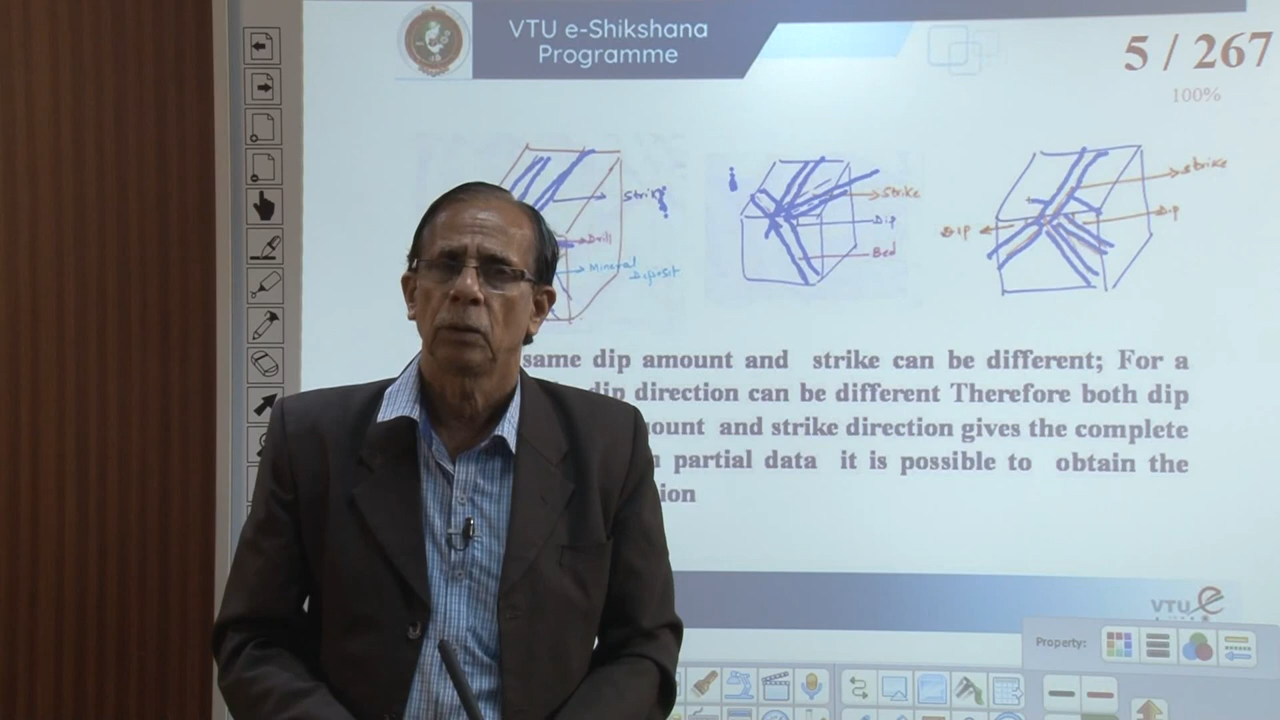 VTU e-Shikshana
Programme
5 / 267
100%
Strike
Drill
Mineral
Deposit
Strike
Dip
Bed
Strike
Dip
Dip
same dip amount and strike can be different; For a
dip direction can be different Therefore both dip
and strike direction gives the complete
partial data it is possible to obtain the
VTU e
Property: